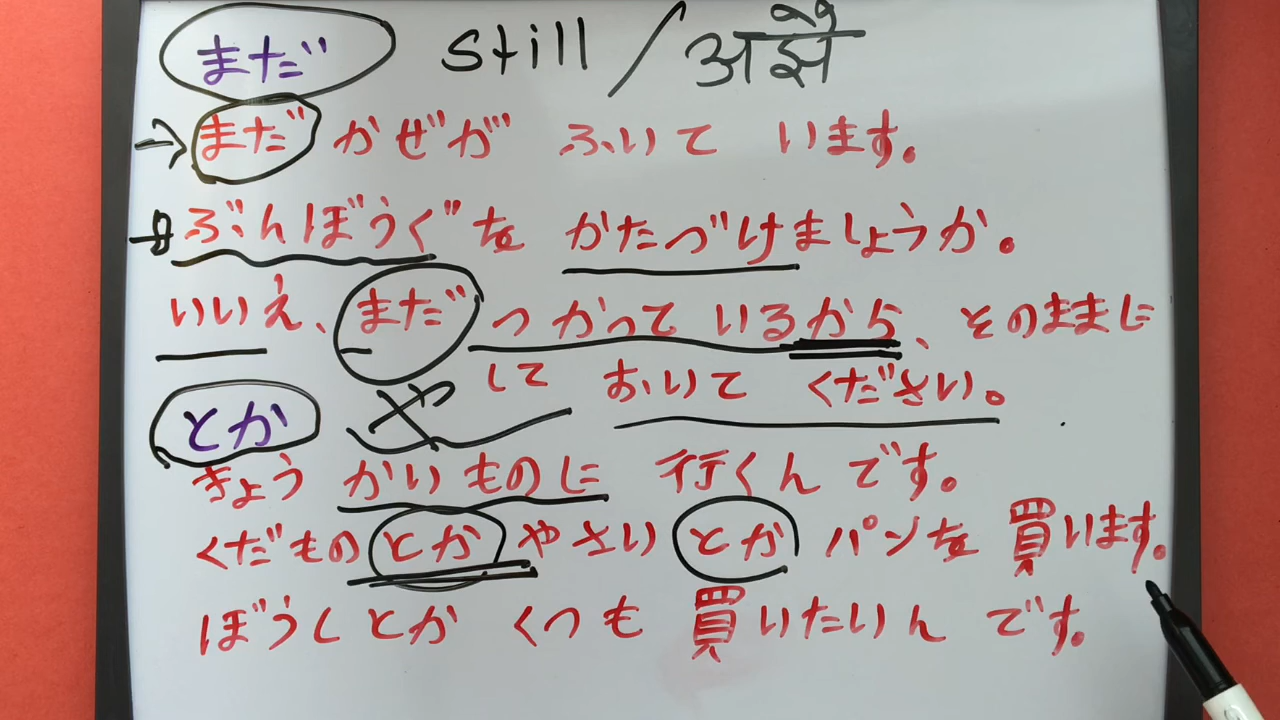 まだ still / अझै
→ まだ かぜが ふいて います。
ぶんぼうぐを かたづけましょうか。
いいえ、まだ つかって いるから、そのままに
して おいて ください。
とか や
きょう かいものに 行くんです。
くだものとか やさい とか パンを 買います。
ぼうしとか くつも 買いたいんです。